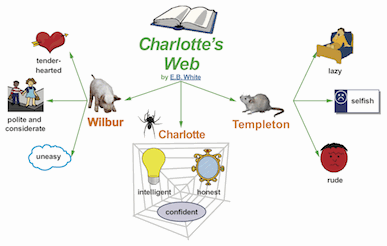 Charlotte's
Web
by E.B. White
tender-
hearted
polite and
considerate
uneasy
Wilbur
Charlotte
intelligent
honest
confident
Templeton
lazy
selfish
rude